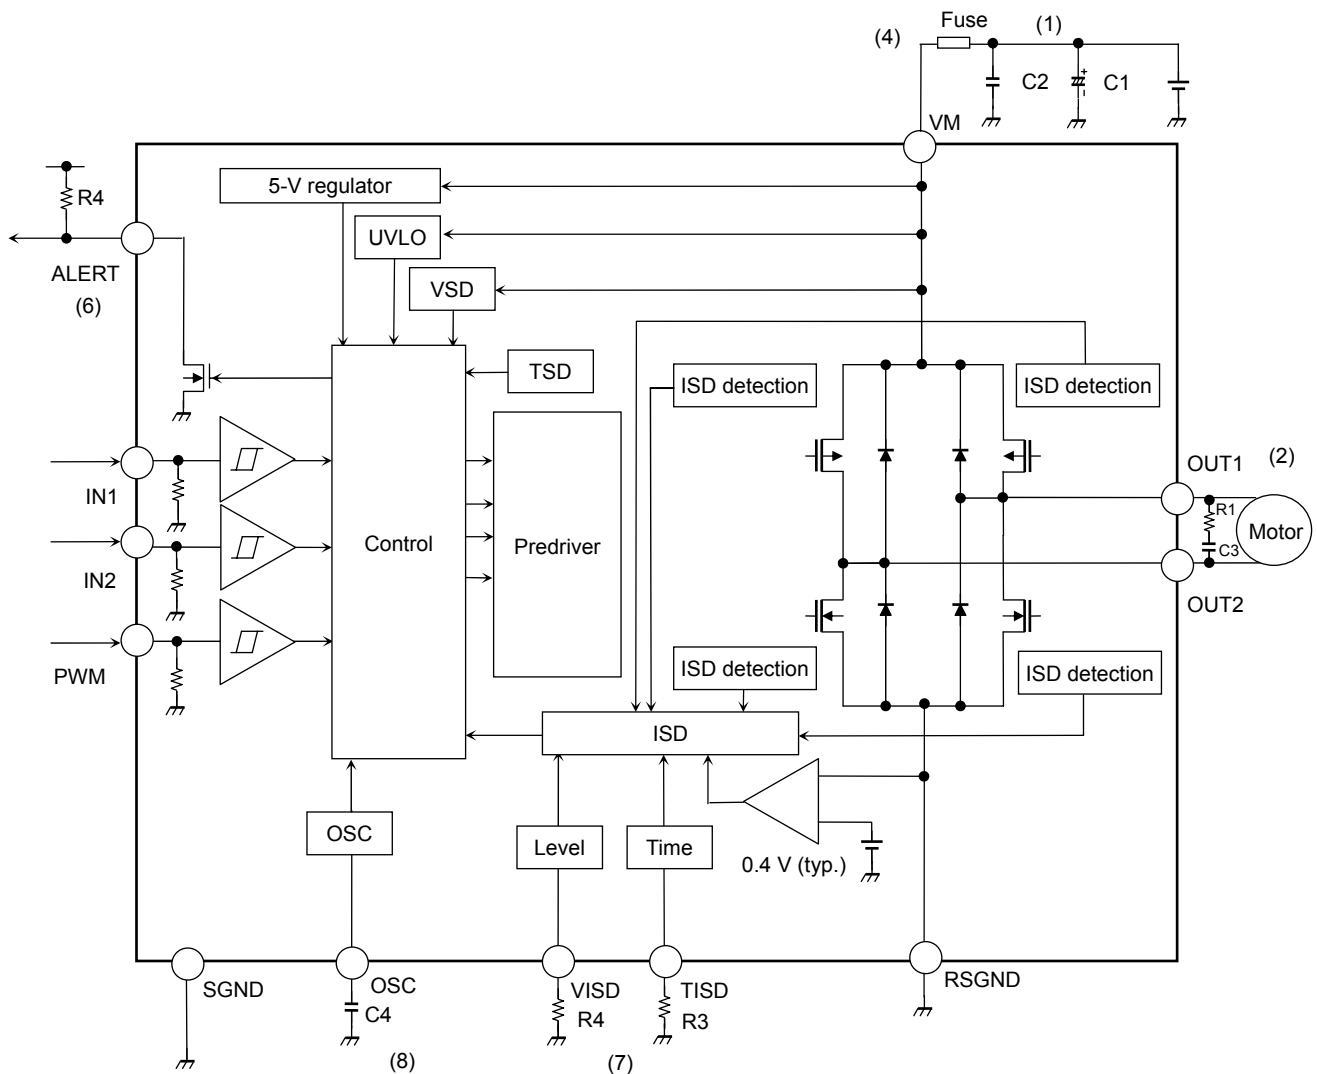 Fuse
(1)
(4)
C2
C1
VM
5-V regulator
R4
UVLO
ALERT
(6)
VSD
TSD
ISD detection
ISD detection
IN1
OUT1
(2)
R1
C3
Motor
Control
Predriver
IN2
OUT2
PWM
ISD detection
ISD detection
ISD
OSC
Level
Time
0.4 V (typ.)
SGND
OSC
VISD
TISD
RSGND
C4
R4
R3
(8)
(7)